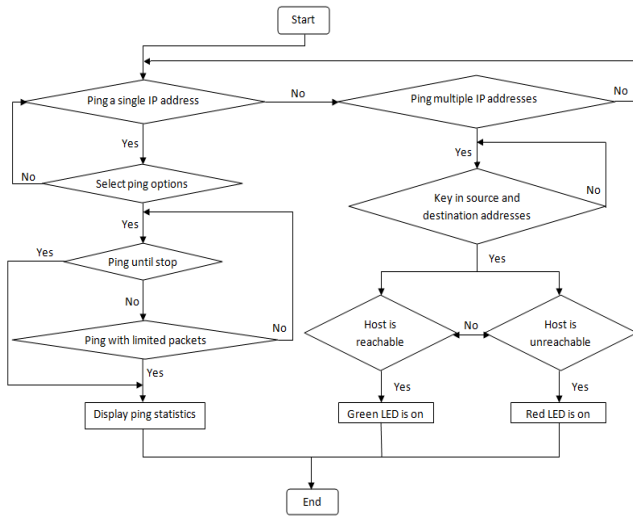 Start
Ping a single IP address
No
Ping multiple IP addresses
No
Yes
Yes
No
Select ping options
Key in source and
destination addresses
No
Yes
Yes
Ping until stop
Yes
No
Host is
reachable
No
Host is
unreachable
Ping with limited packets
No
Yes
Yes
Yes
Display ping statistics
Green LED is on
Red LED is on
End